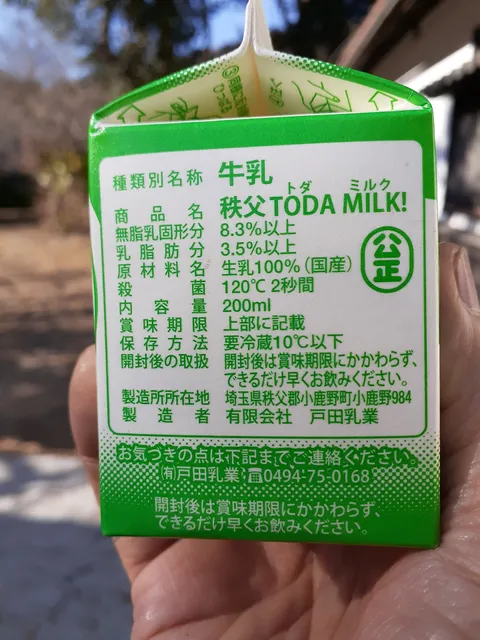 種類別名称 牛乳
トダ ミルク
商品名 秩父TODA MILK!
無脂乳固形分 8.3%以上
乳脂肪分 3.5%以上
原材料名 生乳100%(国産)
殺菌 120℃ 2秒間
内容量 200ml
賞味期限 上部に記載
保存方法 要冷蔵10℃以下
開封後の取扱 開封後は賞味期限にかかわらず、
できるだけ早くお飲みください。
製造所所在地 埼玉県秩父郡小鹿野町小鹿野984
製造者 有限会社 戸田乳業
公正
お気づきの点は下記までご連絡ください。
(有)戸田乳業/☎0494-75-0168
開封後は賞味期限にかかわらず、
できるだけ早くお飲みください。